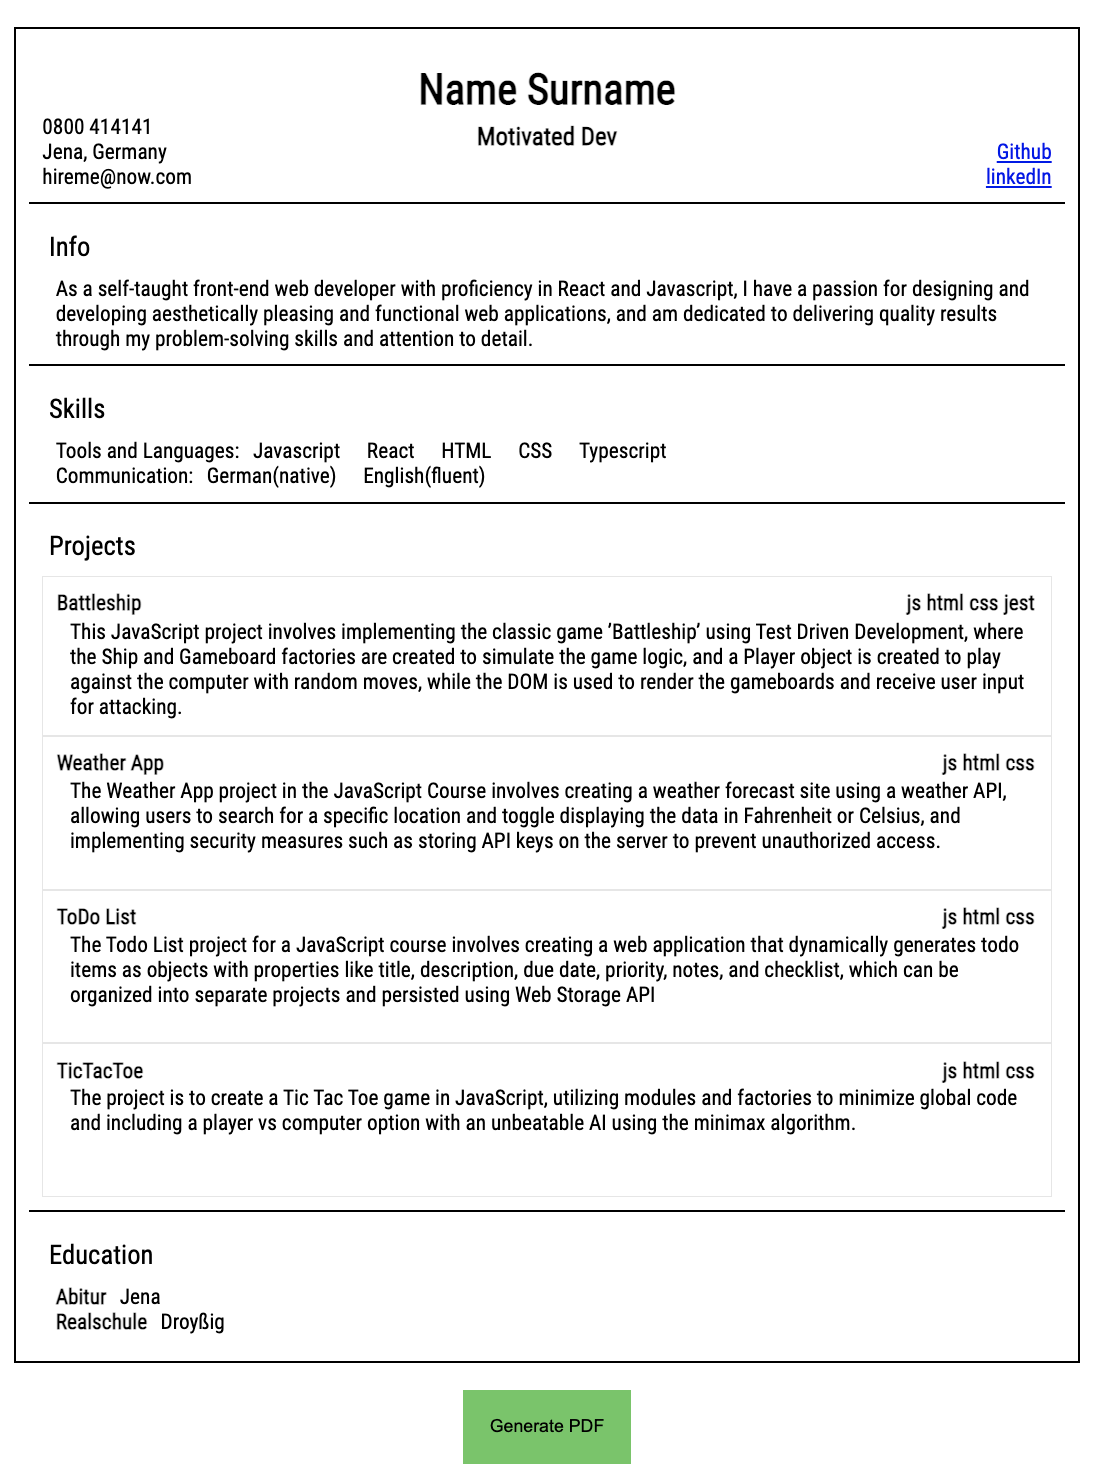 Name Surname
Motivated Dev
0800 414141
Jena, Germany
hireme@now.com
Github
linkedIn
Info
As a self-taught front-end web developer with proficiency in React and Javascript, I have a passion for designing and
developing aesthetically pleasing and functional web applications, and am dedicated to delivering quality results
through my problem-solving skills and attention to detail.
Skills
Tools and Languages: Javascript React HTML CSS Typescript
Communication: German(native) English(fluent)
Projects
Battleship js html css jest
This JavaScript project involves implementing the classic game ’Battleship’ using Test Driven Development, where
the Ship and Gameboard factories are created to simulate the game logic, and a Player object is created to play
against the computer with random moves, while the DOM is used to render the gameboards and receive user input
for attacking.
Weather App js html css
The Weather App project in the JavaScript Course involves creating a weather forecast site using a weather API,
allowing users to search for a specific location and toggle displaying the data in Fahrenheit or Celsius, and
implementing security measures such as storing API keys on the server to prevent unauthorized access.
ToDo List js html css
The Todo List project for a JavaScript course involves creating a web application that dynamically generates todo
items as objects with properties like title, description, due date, priority, notes, and checklist, which can be
organized into separate projects and persisted using Web Storage API
TicTacToe js html css
The project is to create a Tic Tac Toe game in JavaScript, utilizing modules and factories to minimize global code
and including a player vs computer option with an unbeatable AI using the minimax algorithm.
Education
Abitur Jena
Realschule Droyßig
Generate PDF